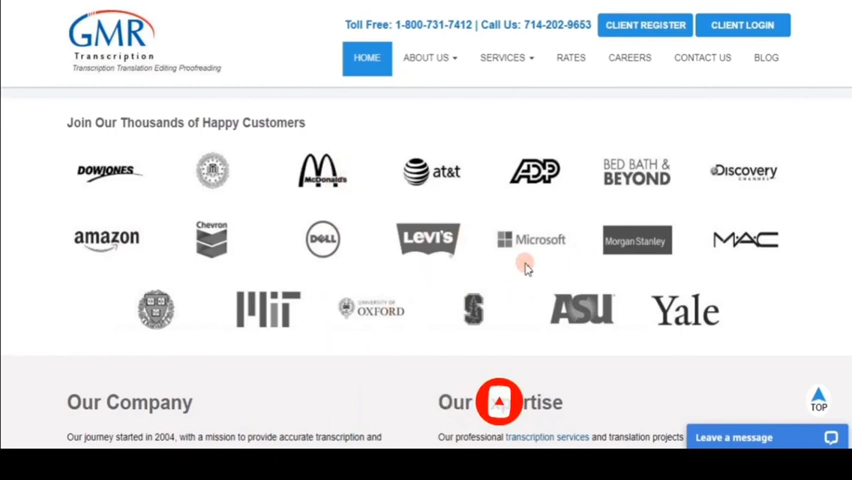 GMR
Transcription
Transcription Translation Editing Proofreading
Toll Free: 1-800-731-7412 | Call Us: 714-202-9653
CLIENT REGISTER
CLIENT LOGIN
HOME
ABOUT US
SERVICES
RATES
CAREERS
CONTACT US
BLOG
Join Our Thousands of Happy Customers
DOWJONES
McDonald's
at&t
ADP
BED BATH &
BEYOND
Discovery
CHANNEL
amazon
Chevron
DELL
LEVI'S
Microsoft
Morgan Stanley
M·A·C
MIT
UNIVERSITY OF
OXFORD
S
ASU
Yale
Our Company
Our Expertise
TOP
Our journey started in 2004, with a mission to provide accurate transcription and
Our professional transcription services and translation projects
Leave a message